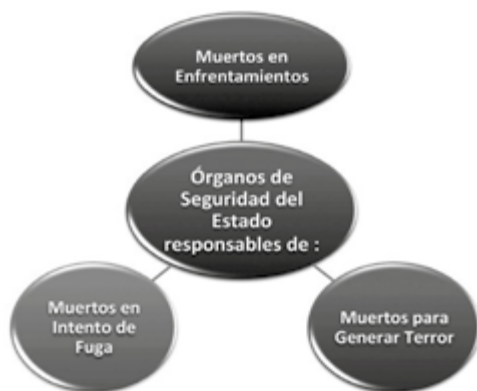 Muertos en
Enfrentamientos
Órganos de
Seguridad del
Estado
responsables de :
Muertos en
Intento de
Fuga
Muertos para
Generar Terror